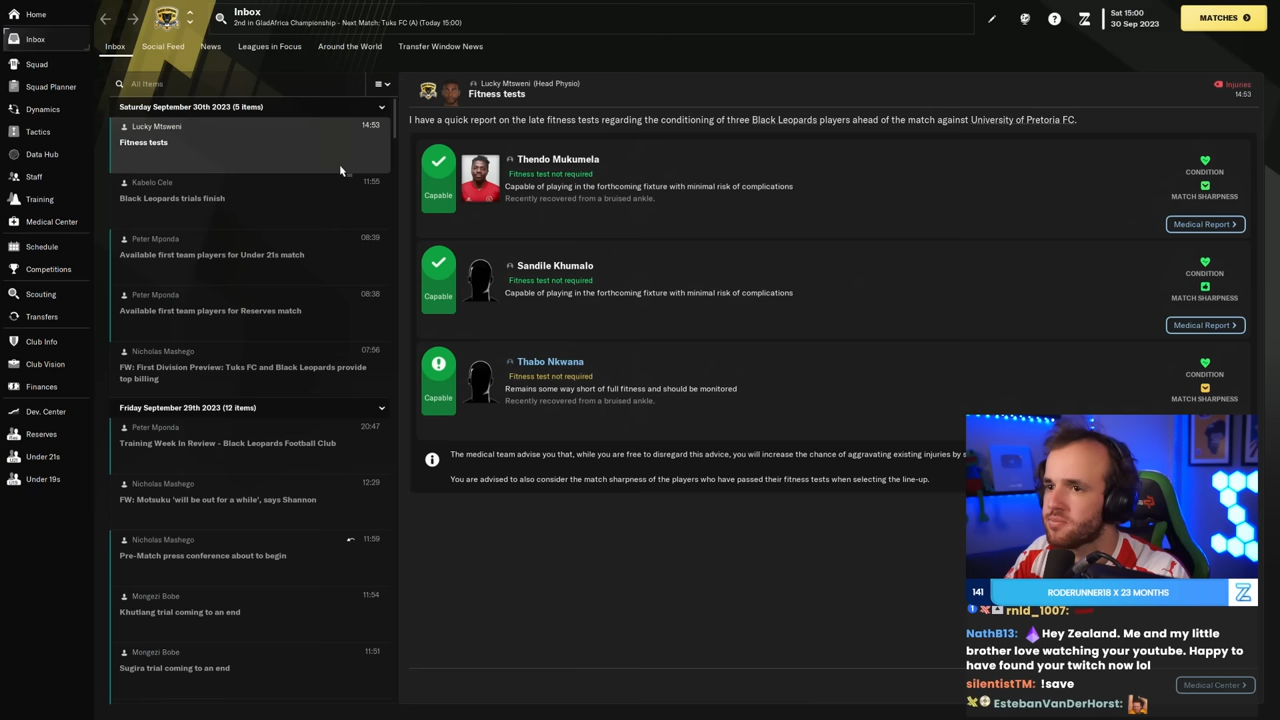 Home
Inbox
Squad
Squad Planner
Dynamics
Tactics
Data Hub
Staff
Training
Medical Center
Schedule
Competitions
Scouting
Transfers
Club Info
Club Vision
Finances
Dev. Center
Reserves
Under 21s
Under 19s
Inbox
2nd in GladAfrica Championship - Next Match: Tuks FC (A) (Today 15:00)
Sat 15:00
30 Sep 2023
MATCHES
Inbox
Social Feed
News
Leagues in Focus
Around the World
Transfer Window News
All Items
Saturday September 30th 2023 (5 items)
Lucky Mtsweni 14:53
Fitness tests
Kabelo Cele 11:55
Black Leopards trials finish
Peter Mponda 08:39
Available first team players for Under 21s match
Peter Mponda 08:38
Available first team players for Reserves match
Nicholas Mashego 07:56
FW: First Division Preview: Tuks FC and Black Leopards provide
top billing
Friday September 29th 2023 (12 items)
Peter Mponda 20:47
Training Week In Review - Black Leopards Football Club
Nicholas Mashego 12:29
FW: Motsuku 'will be out for a while', says Shannon
Nicholas Mashego 11:59
Pre-Match press conference about to begin
Mongezi Bobe 11:54
Khutlang trial coming to an end
Mongezi Bobe 11:51
Sugira trial coming to an end
Lucky Mtsweni (Head Physio)
Fitness tests
Injuries
14:53
I have a quick report on the late fitness tests regarding the conditioning of three Black Leopards players ahead of the match against University of Pretoria FC.
Capable
Thendo Mukumela
Fitness test not required
Capable of playing in the forthcoming fixture with minimal risk of complications
Recently recovered from a bruised ankle.
CONDITION
MATCH SHARPNESS
Medical Report >
Capable
Sandile Khumalo
Fitness test not required
Capable of playing in the forthcoming fixture with minimal risk of complications
CONDITION
MATCH SHARPNESS
Medical Report >
Capable
Thabo Nkwana
Fitness test not required
Remains some way short of full fitness and should be monitored
Recently recovered from a bruised ankle.
CONDITION
MATCH SHARPNESS
The medical team advise you that, while you are free to disregard this advice, you will increase the chance of aggravating existing injuries by s
You are advised to also consider the match sharpness of the players who have passed their fitness tests when selecting the line-up.
141
RODERUNNER18 X 23 MONTHS
rnld_1007:
NathB13: Hey Zealand. Me and my little
brother love watching your youtube. Happy to
have found your twitch now lol
silentistTM: !save
EstebanVanDerHorst:
Medical Center >